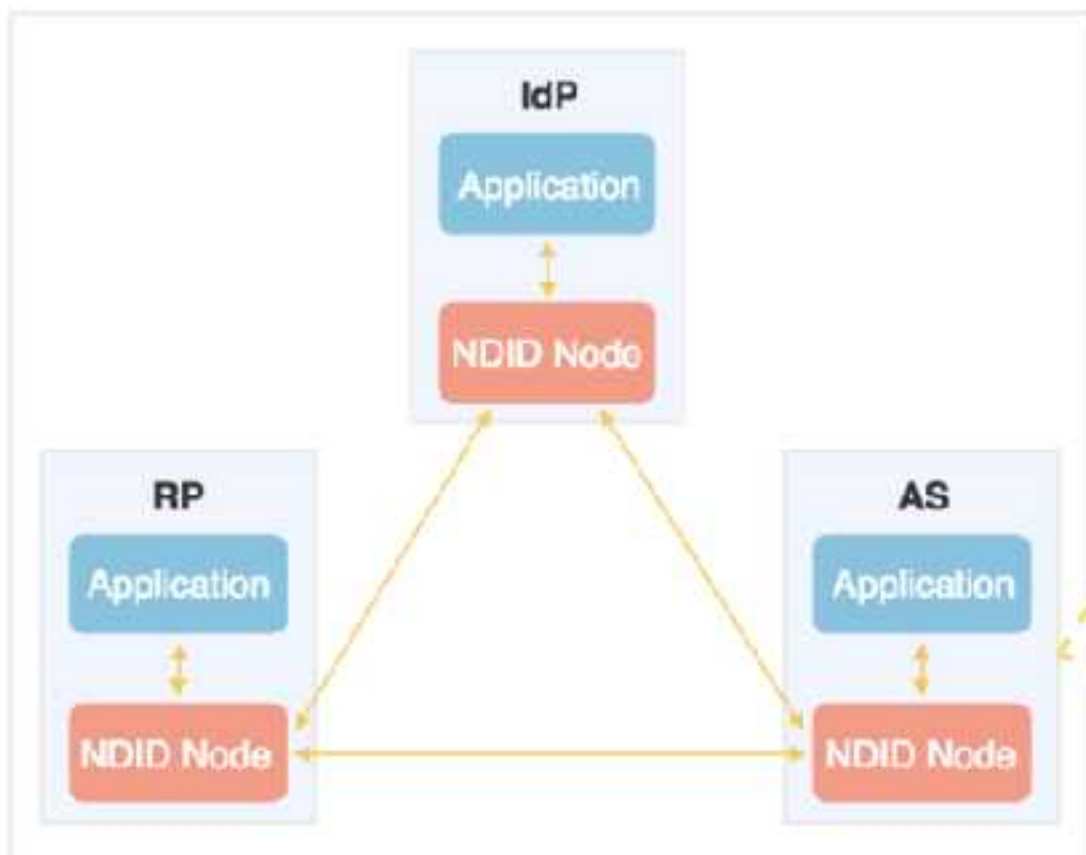 IdP
Application
NDID Node
RP
Application
NDID Node
AS
Application
NDID Node